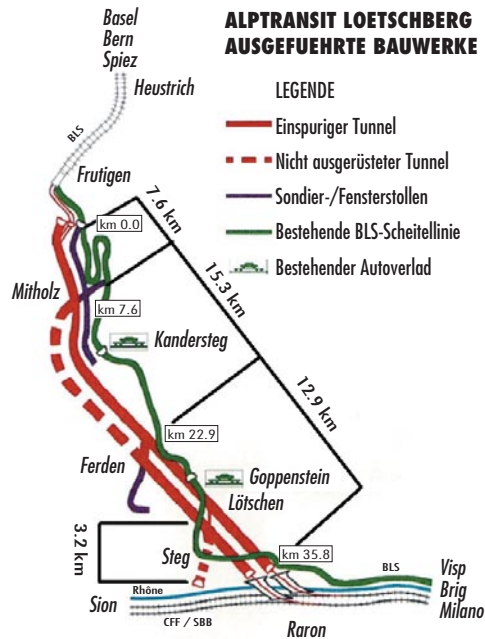 ALPTRANSIT LOETSCHBERG
AUSGEFUEHRTE BAUWERKE
LEGENDE
Einspuriger Tunnel
Nicht ausgerüsteter Tunnel
Sondier-/Fensterstollen
Bestehende BLS-Scheitellinie
Bestehender Autoverlad
Basel
Bern
Spiez
Heustrich
BLS
Frutigen
km 0.0
7.6 km
Mitholz
km 7.6
15.3 km
Kandersteg
12.9 km
km 22.9
Ferden
Goppenstein
Lötschen
3.2 km
Steg
km 35.8
BLS
Visp
Brig
Milano
Rhône
Sion
CFF / SBB
Raron